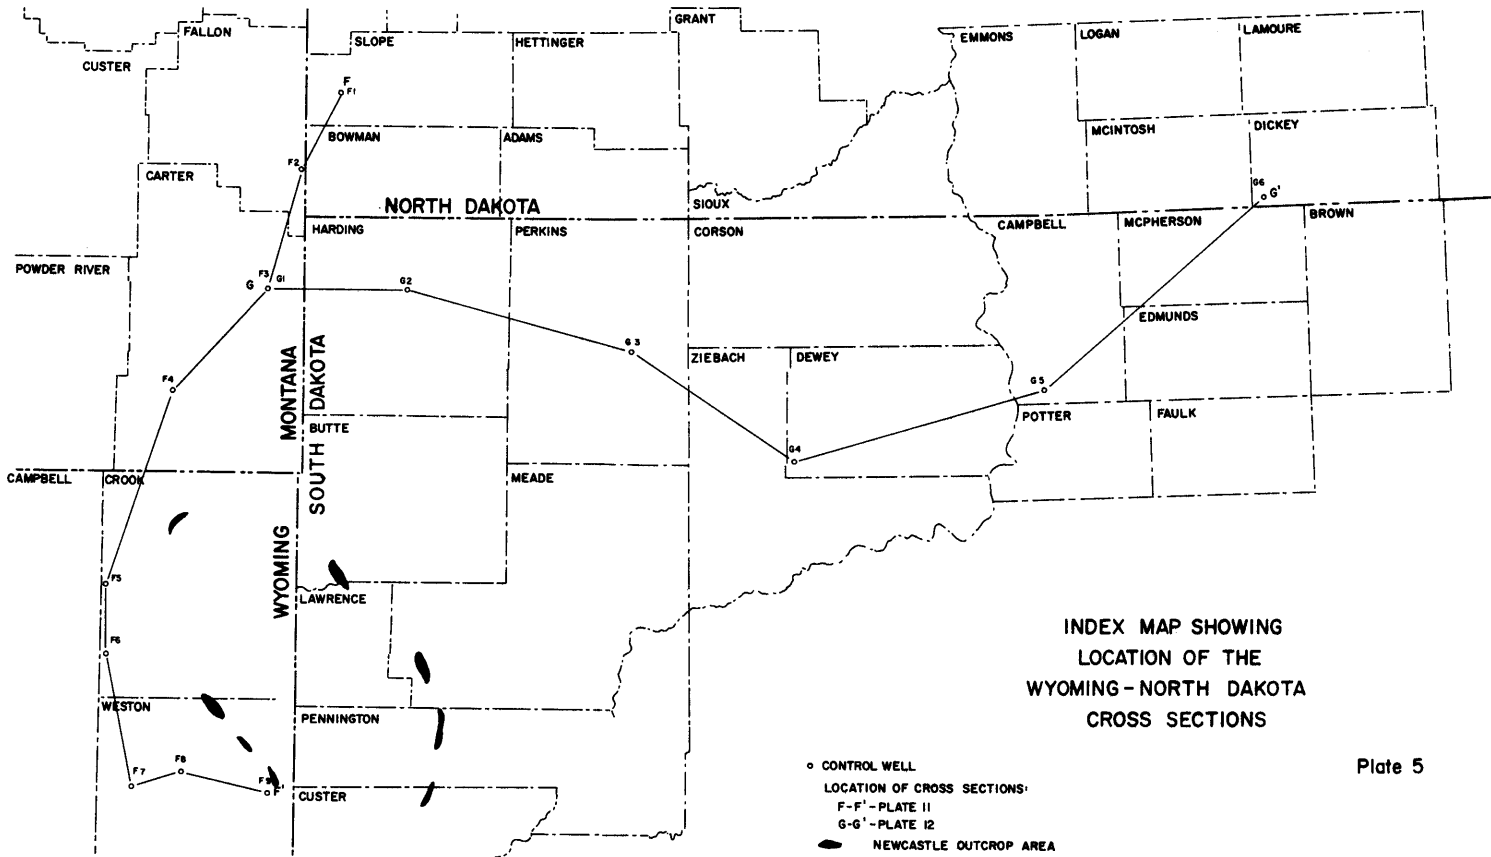 GRANT
FALLON
SLOPE
HETTINGER
EMMONS
LOGAN
LAMOURE
CUSTER
F
F1
BOWMAN
ADAMS
MCINTOSH
DICKEY
F2
CARTER
G6
G'
NORTH DAKOTA
SIOUX
HARDING
PERKINS
CORSON
CAMPBELL
MCPHERSON
BROWN
POWDER RIVER
G
F3
G1
G2
EDMUNDS
MONTANA
SOUTH DAKOTA
G3
ZIEBACH
DEWEY
F4
G5
POTTER
FAULK
BUTTE
G4
CAMPBELL
CROOK
MEADE
WYOMING
F5
LAWRENCE
F6
WESTON
PENNINGTON
F7
F8
F9
F'
CUSTER
INDEX MAP SHOWING
LOCATION OF THE
WYOMING-NORTH DAKOTA
CROSS SECTIONS
Plate 5
CONTROL WELL
LOCATION OF CROSS SECTIONS:
F-F'-PLATE 11
G-G'-PLATE 12
NEWCASTLE OUTCROP AREA